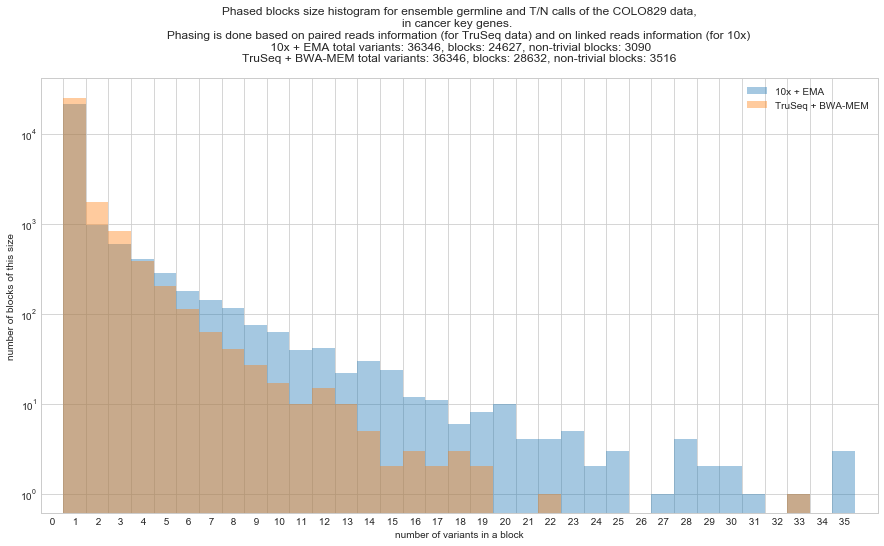 Phased blocks size histogram for ensemble germline and T/N calls of the COLO829 data,
in cancer key genes.
Phasing is done based on paired reads information (for TruSeq data) and on linked reads information (for 10x)
10x + EMA total variants: 36346, blocks: 24627, non-trivial blocks: 3090
TruSeq + BWA-MEM total variants: 36346, blocks: 28632, non-trivial blocks: 3516
10x + EMA
TruSeq + BWA-MEM
number of blocks of this size
10⁴
10³
10²
10¹
10⁰
0 1 2 3 4 5 6 7 8 9 10 11 12 13 14 15 16 17 18 19 20 21 22 23 24 25 26 27 28 29 30 31 32 33 34 35
number of variants in a block